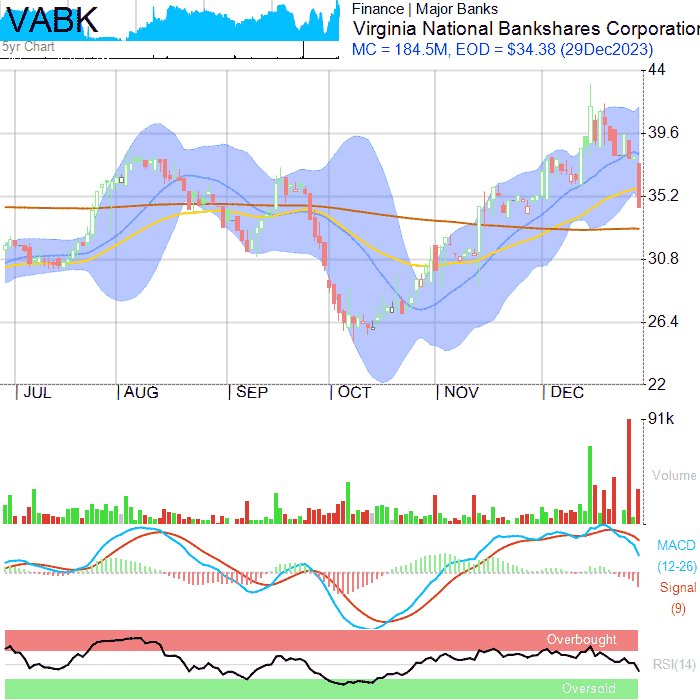 VABK
5yr Chart
Finance | Major Banks
Virginia National Bankshares Corporation
MC = 184.5M, EOD = $34.38 (29Dec2023)
44
39.6
35.2
30.8
26.4
22
JUL AUG SEP OCT NOV DEC
91k
Volume
MACD
(12-26)
Signal
(9)
Overbought
RSI(14)
Oversold